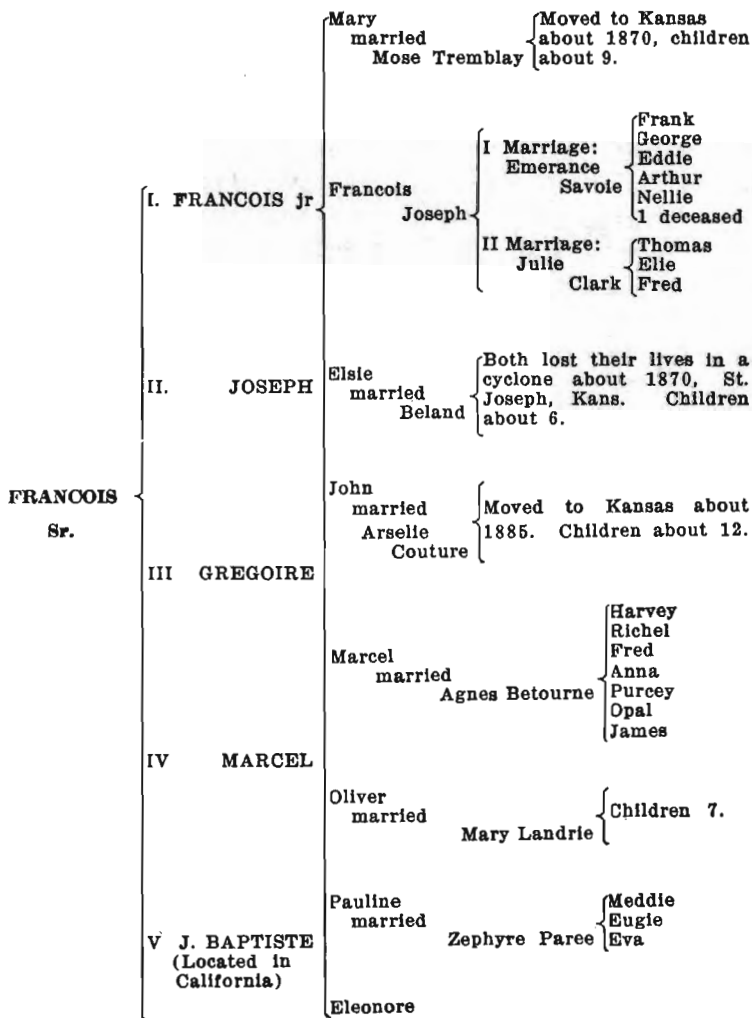 Mary
married
Mose Tremblay
Moved to Kansas
about 1870, children
about 9.
I. FRANCOIS jr
Francois
Joseph
I Marriage:
Emerance
Savoie
Frank
George
Eddie
Arthur
Nellie
1 deceased
II Marriage:
Julie
Clark
Thomas
Elie
Fred
II. JOSEPH
Elsie
married
Beland
Both lost their lives in a
cyclone about 1870, St.
Joseph, Kans. Children
about 6.
FRANCOIS
Sr.
John
married
Arselie
Couture
Moved to Kansas about
1885. Children about 12.
III GREGOIRE
Marcel
married
Agnes Betourne
Harvey
Richel
Fred
Anna
Purcey
Opal
James
IV MARCEL
Oliver
married
Mary Landrie
Children 7.
Pauline
married
Zephyre Paree
Meddie
Eugie
Eva
V J. BAPTISTE
(Located in
California)
Eleonore